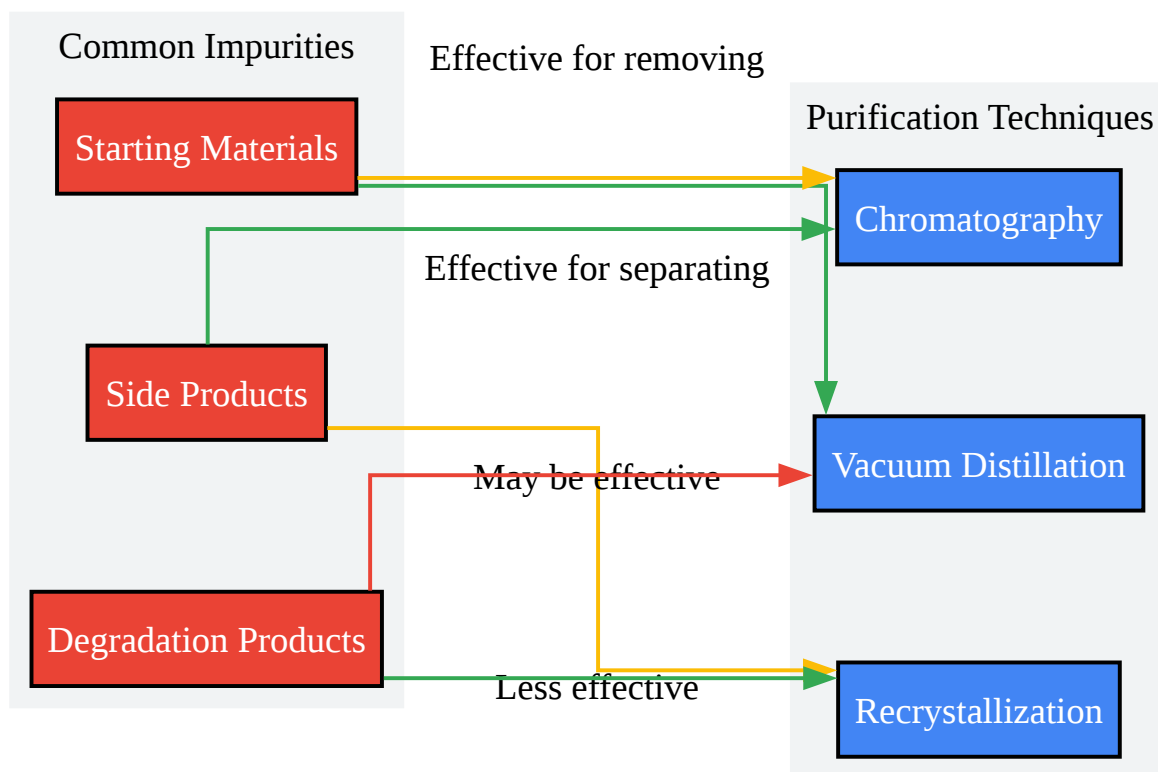 Common Impurities
Starting Materials
Side Products
Degradation Products
Effective for removing
Effective for separating
May be effective
Less effective
Purification Techniques
Chromatography
Vacuum Distillation
Recrystallization